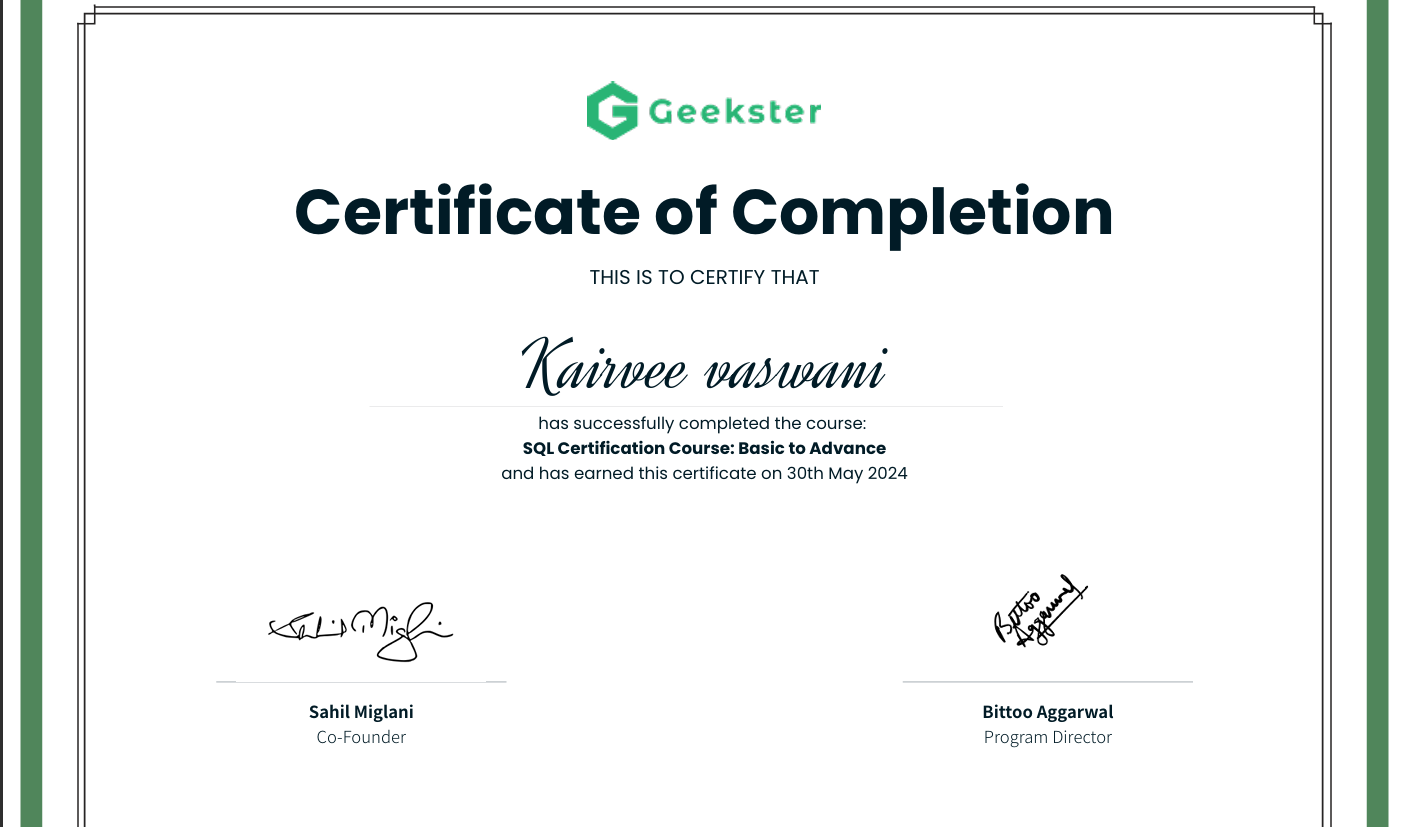 Geekster
Certificate of Completion
THIS IS TO CERTIFY THAT
Kairvee vaswani
has successfully completed the course:
SQL Certification Course: Basic to Advance
and has earned this certificate on 30th May 2024
Sahil Miglani
Bittoo
Aggarwal
Sahil Miglani
Co-Founder
Bittoo Aggarwal
Program Director